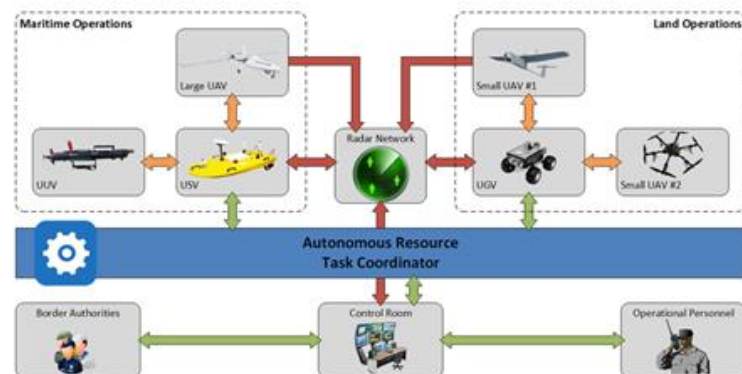 Maritime Operations
Land Operations
Large UAV
Small UAV #1
Radar Network
UUV
USV
UGV
Small UAV #2
Autonomous Resource
Task Coordinator
Border Authorities
Control Room
Operational Personnel